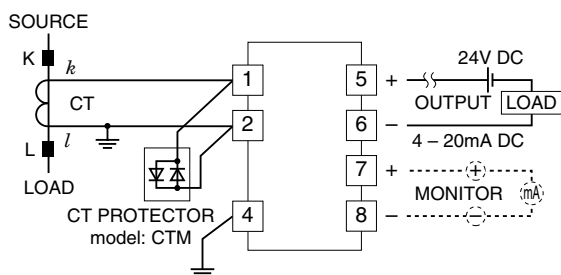 SOURCE
K
k
CT
l
L
LOAD
CT PROTECTOR
model: CTM
1
2
4
5
6
7
8
+
24V DC
OUTPUT
LOAD
–
4 – 20mA DC
+
+
MONITOR
mA
–
–